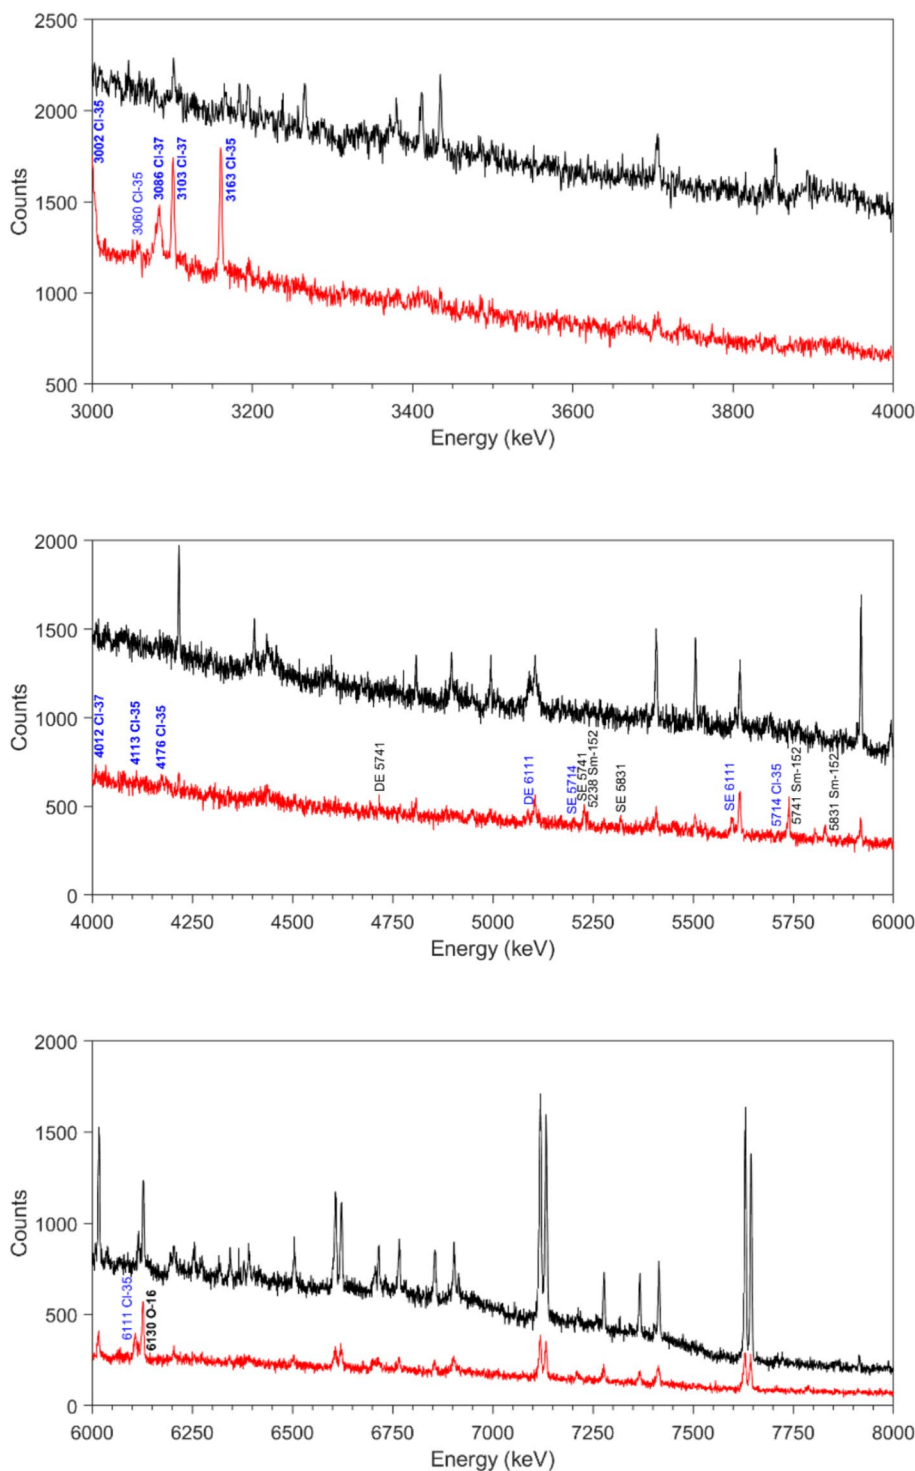 2500
2000
1500
1000
500
Counts
3002 Cl-35
3060 Cl-35
3086 Cl-37
3103 Cl-37
3163 Cl-35
3000
3200
3400
3600
3800
4000
Energy (keV)
2000
1500
1000
500
0
Counts
4012 Cl-37
4113 Cl-35
4176 Cl-35
DE 5741
DE 6111
SE 5714
SE 5741
5238 Sm-152
SE 5831
SE 6111
5714 Cl-35
5741 Sm-152
5831 Sm-152
4000
4250
4500
4750
5000
5250
5500
5750
6000
Energy (keV)
2000
1500
1000
500
0
Counts
6111 Cl-35
6130 O-16
6000
6250
6500
6750
7000
7250
7500
7750
8000
Energy (keV)